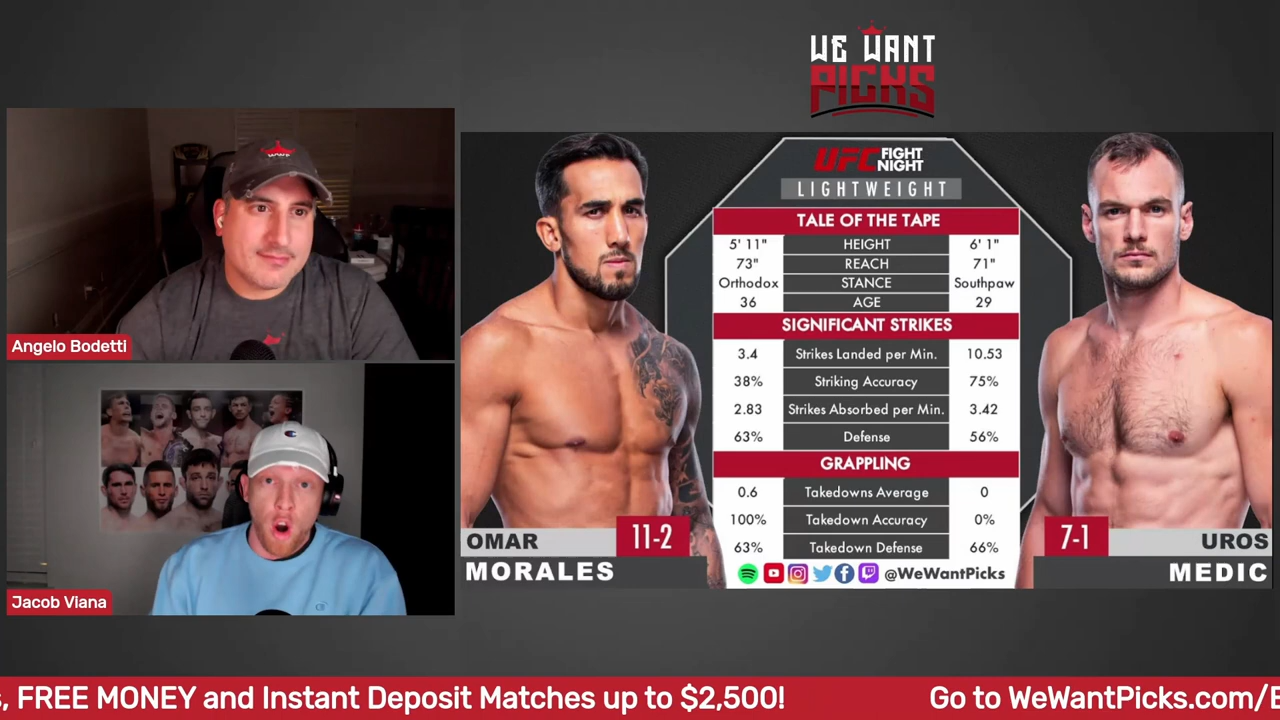 WE WANT
PICKS
UFC FIGHT
NIGHT
LIGHTWEIGHT
TALE OF THE TAPE
5' 11" HEIGHT 6' 1"
73" REACH 71"
Orthodox STANCE Southpaw
36 AGE 29
SIGNIFICANT STRIKES
3.4 Strikes Landed per Min. 10.53
38% Striking Accuracy 75%
2.83 Strikes Absorbed per Min. 3.42
63% Defense 56%
GRAPPLING
0.6 Takedowns Average 0
100% Takedown Accuracy 0%
63% Takedown Defense 66%
@WeWantPicks
OMAR 11-2
MORALES
7-1 UROS
MEDIC
Angelo Bodetti
Jacob Viana
, FREE MONEY and Instant Deposit Matches up to $2,500! Go to WeWantPicks.com/